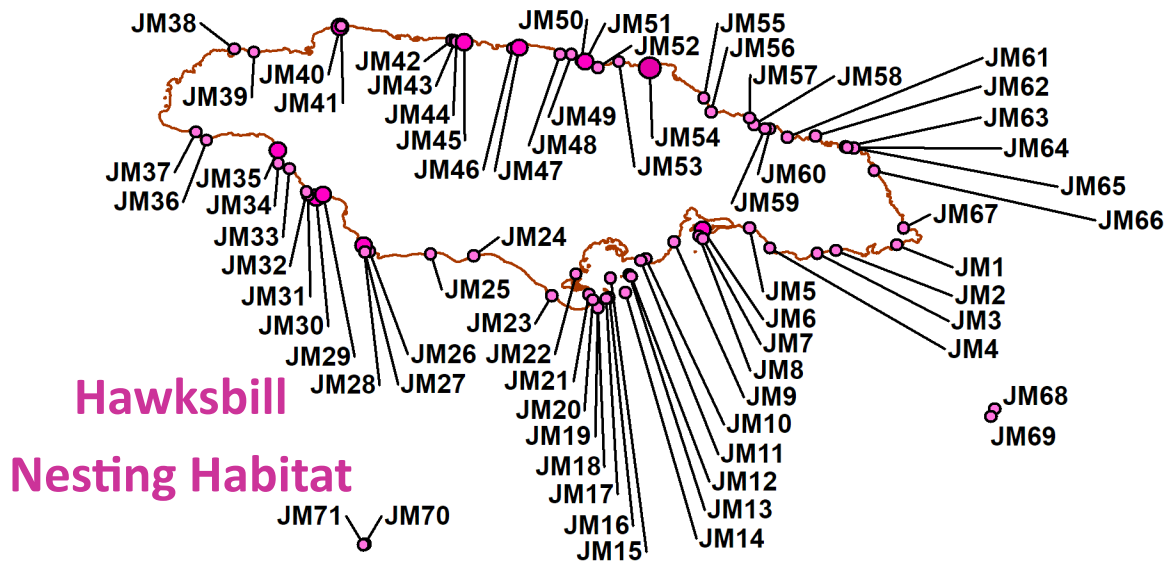 JM38
JM39
JM40
JM41
JM42
JM43
JM44
JM45
JM46
JM47
JM48
JM49
JM50
JM51
JM52
JM53
JM54
JM55
JM56
JM57
JM58
JM59
JM60
JM61
JM62
JM63
JM64
JM65
JM66
JM67
JM37
JM36
JM35
JM34
JM33
JM32
JM31
JM30
JM29
JM28
JM27
JM26
JM25
JM24
JM23
JM22
JM21
JM20
JM19
JM18
JM17
JM16
JM15
JM14
JM13
JM12
JM11
JM10
JM9
JM8
JM7
JM6
JM5
JM4
JM3
JM2
JM1
JM68
JM69
Hawksbill
Nesting Habitat
JM71
JM70